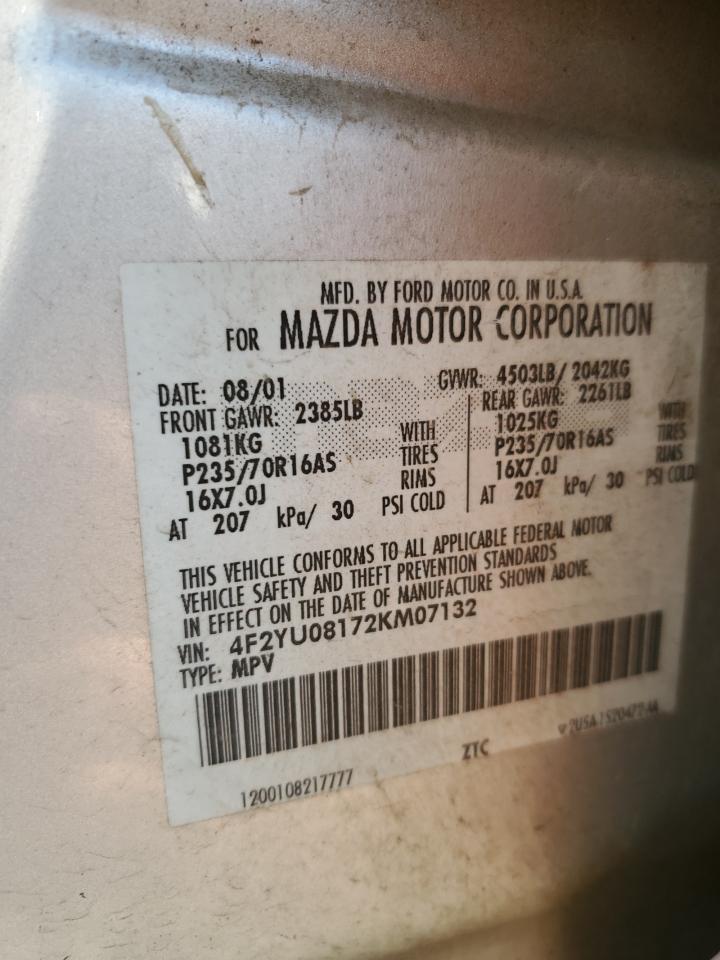 MFD. BY FORD MOTOR CO. IN U.S.A.
FOR MAZDA MOTOR CORPORATION
DATE: 08/01 GVWR: 4503LB/ 2042KG
FRONT GAWR: 2385LB REAR GAWR: 2261LB
1081KG WITH 1025KG WITH
P235/70R16AS TIRES P235/70R16AS TIRES
16X7.0J RIMS 16X7.0J RIMS
AT 207 kPa/ 30 PSI COLD AT 207 kPa/ 30 PSI COLD
THIS VEHICLE CONFORMS TO ALL APPLICABLE FEDERAL MOTOR
VEHICLE SAFETY AND THEFT PREVENTION STANDARDS
IN EFFECT ON THE DATE OF MANUFACTURE SHOWN ABOVE.
VIN: 4F2YU08172KM07132
TYPE: MPV
1200108217777 ZTC